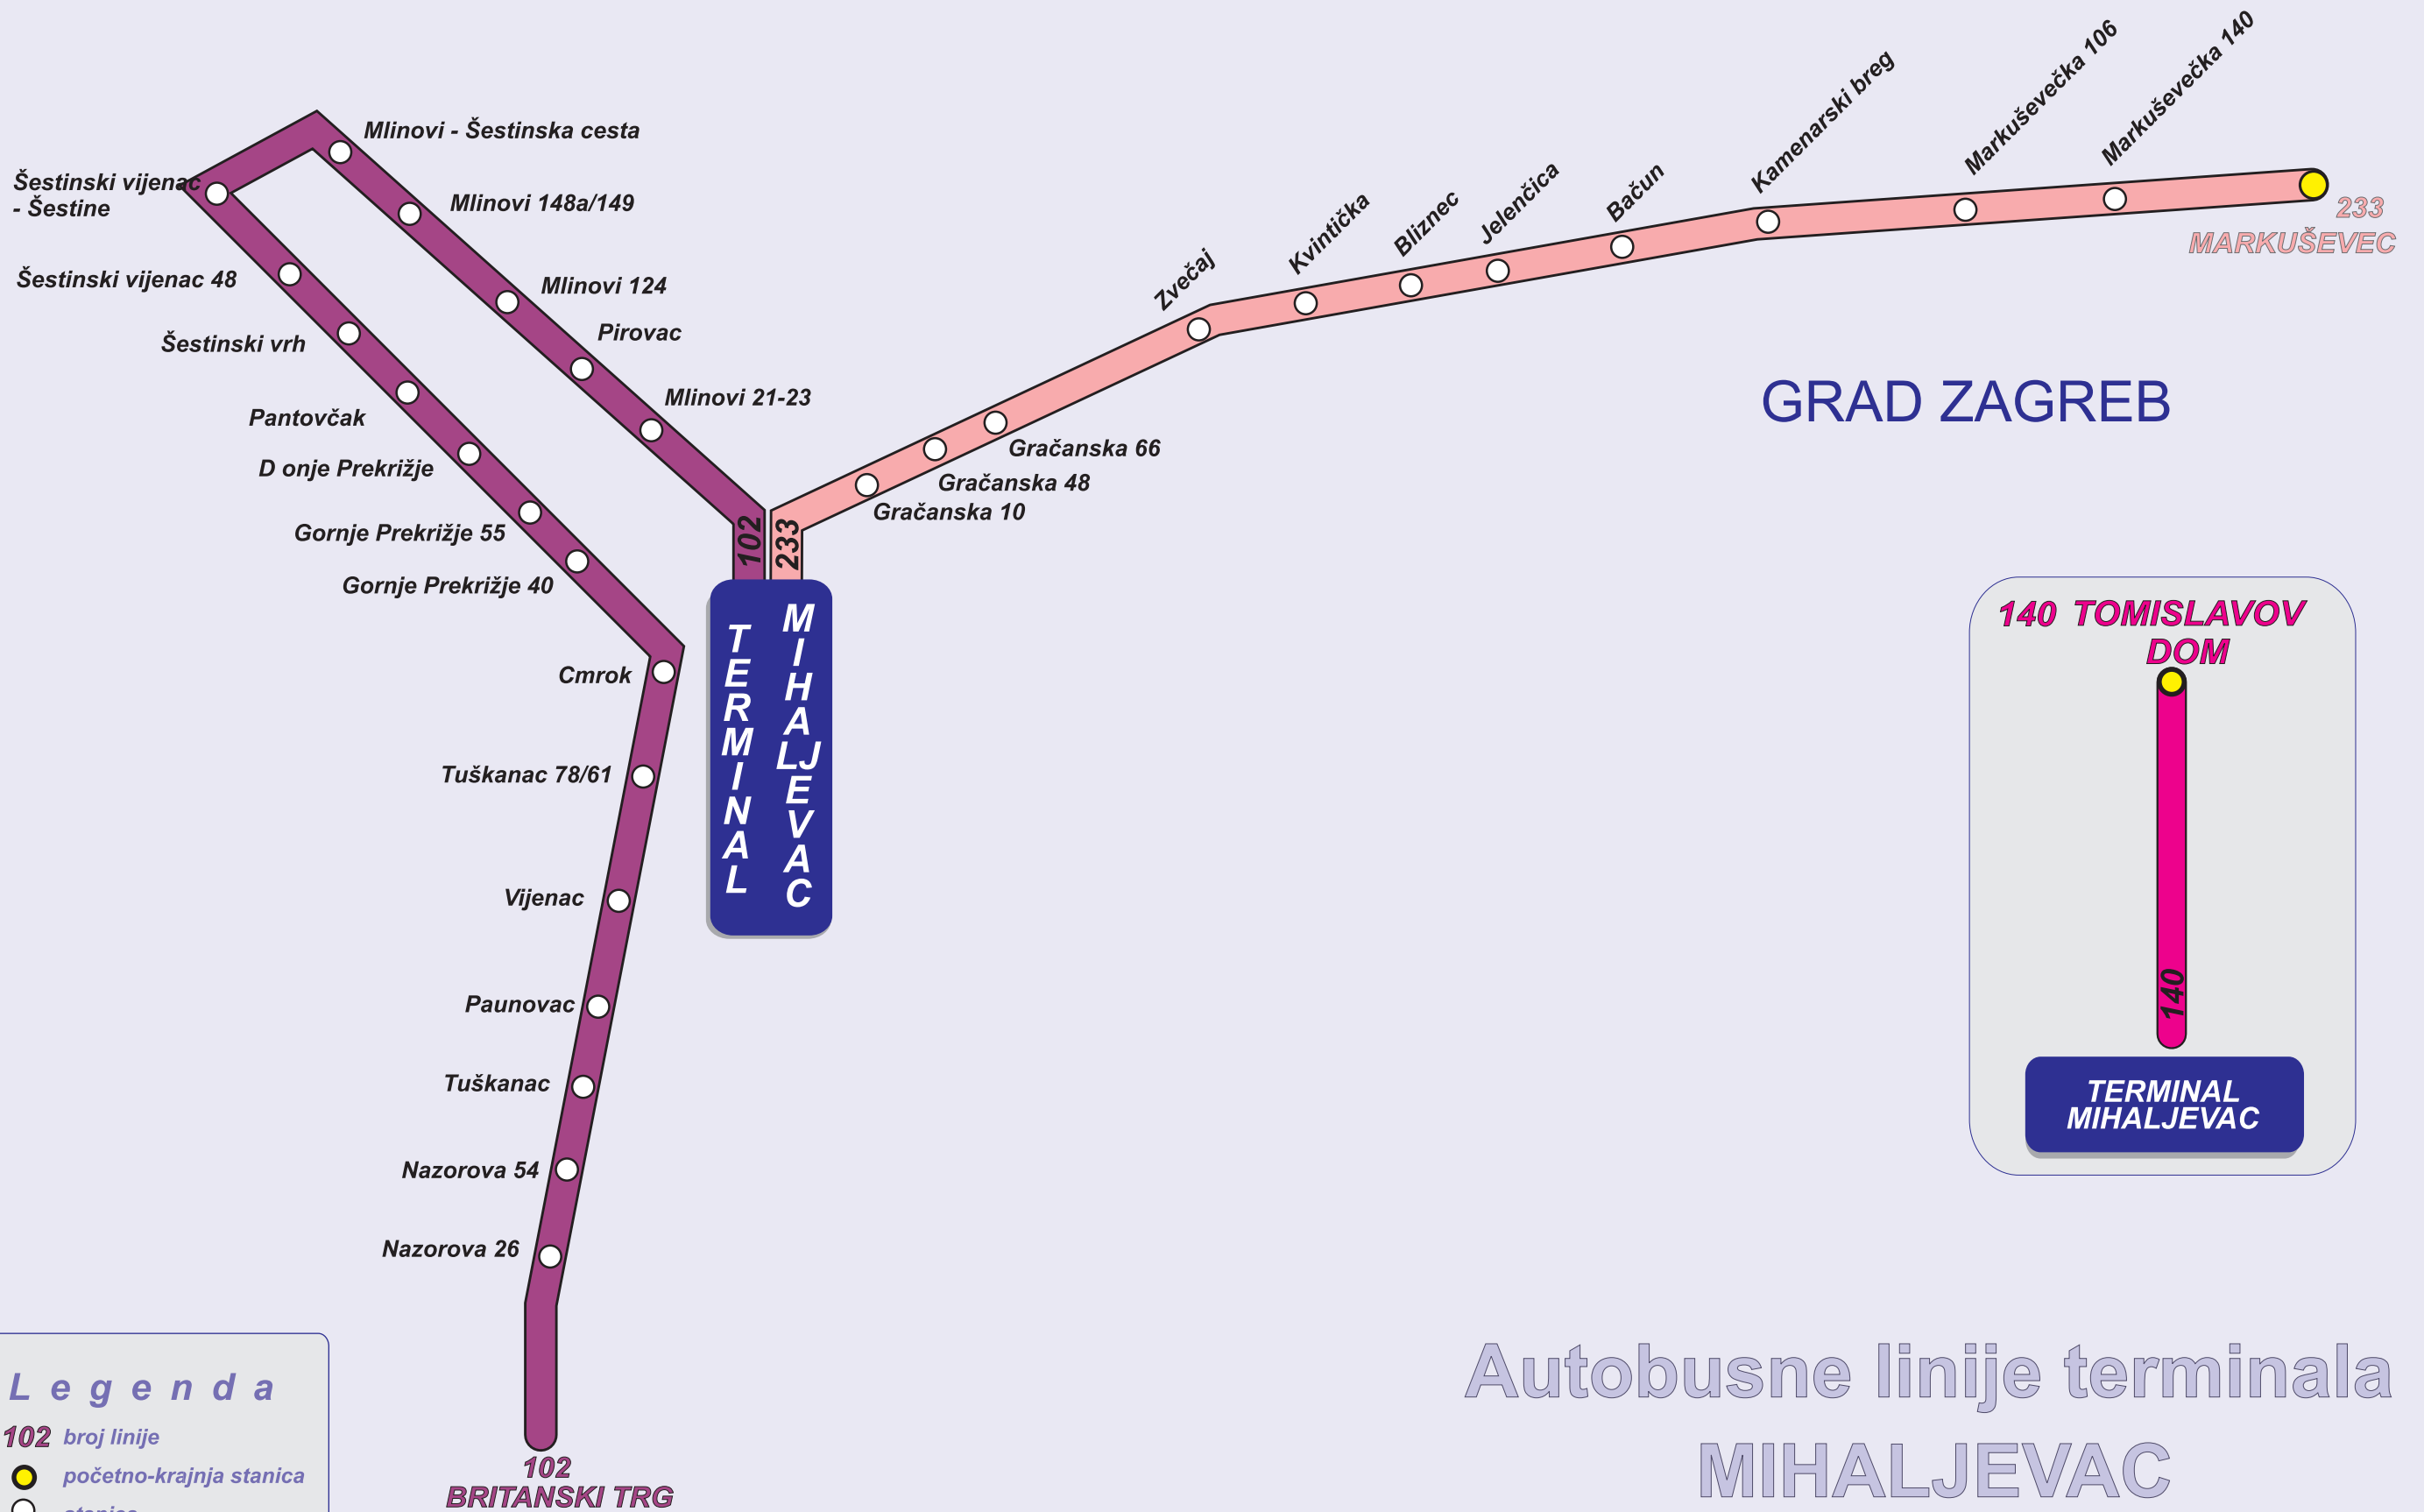 Mlinovi - Šestinska cesta
Šestinski vijenac
- Šestine
Mlinovi 148a/149
Šestinski vijenac 48
Mlinovi 124
Šestinski vrh
Pirovac
Pantovčak
Mlinovi 21-23
D onje Prekrižje
Gornje Prekrižje 55
Gornje Prekrižje 40
Cmrok
Tuškanac 78/61
Vijenac
Paunovac
Tuškanac
Nazorova 54
Nazorova 26
102
BRITANSKI TRG
102
233
TERMINAL
MIHALJEVAC
Gračanska 10
Gračanska 48
Gračanska 66
Zvečaj
Kvintička
Bliznec
Jelenčica
Bačun
Kamenarski breg
Markuševečka 106
Markuševečka 140
233
MARKUŠEVEC
GRAD ZAGREB
140 TOMISLAVOV
DOM
140
TERMINAL
MIHALJEVAC
Legenda
102 broj linije
početno-krajnja stanica
Autobusne linije terminala
MIHALJEVAC